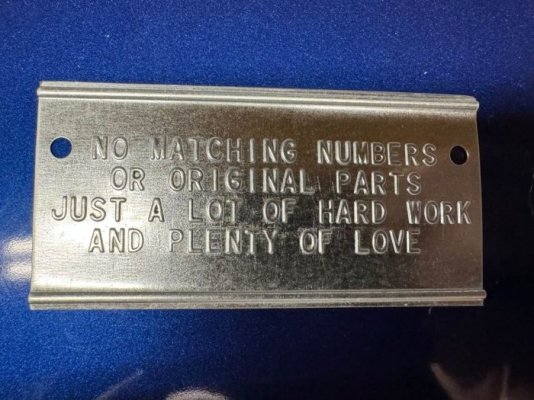 NO MATCHING NUMBERS
OR ORIGINAL PARTS
JUST A LOT OF HARD WORK
AND PLENTY OF LOVE